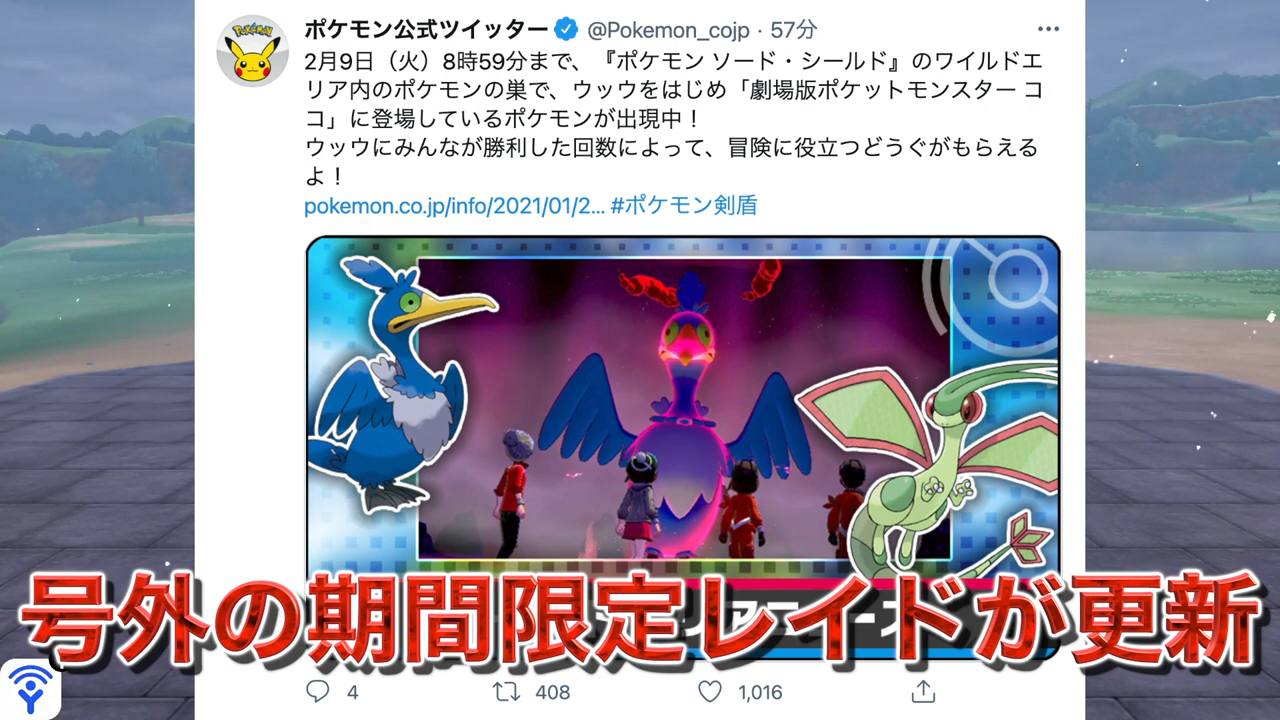 ポケモン公式ツイッター @Pokemon_cojp · 57分
2月9日（火）8時59分まで、『ポケモン ソード・シールド』のワイルドエ
リア内のポケモンの巣で、ウッウをはじめ「劇場版ポケットモンスター コ
コ」に登場しているポケモンが出現中！
ウッウにみんなが勝利した回数によって、冒険に役立つどうぐがもらえる
よ！
pokemon.co.jp/info/2021/01/2... #ポケモン剣盾
号外の期間限定レイドが更新
4 408 1,016